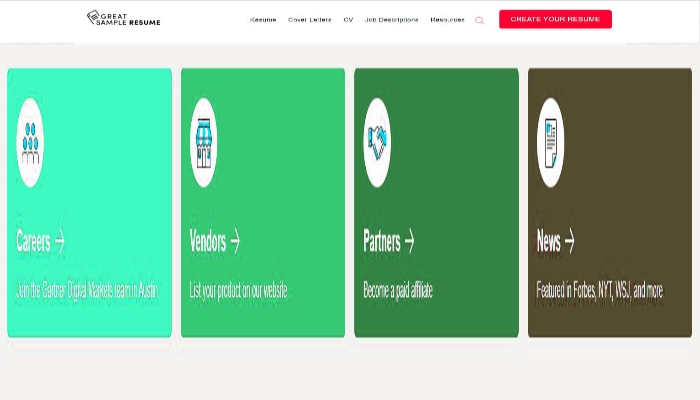 GREAT
SAMPLE RESUME
Resume Cover Letters CV Job Descriptions Resources CREATE YOUR RESUME
Careers → Vendors → Partners → News →
Join the Gartner Digital Markets team in Austin List your product on our website Become a paid affiliate Featured in Forbes, NYT, WSJ, and more